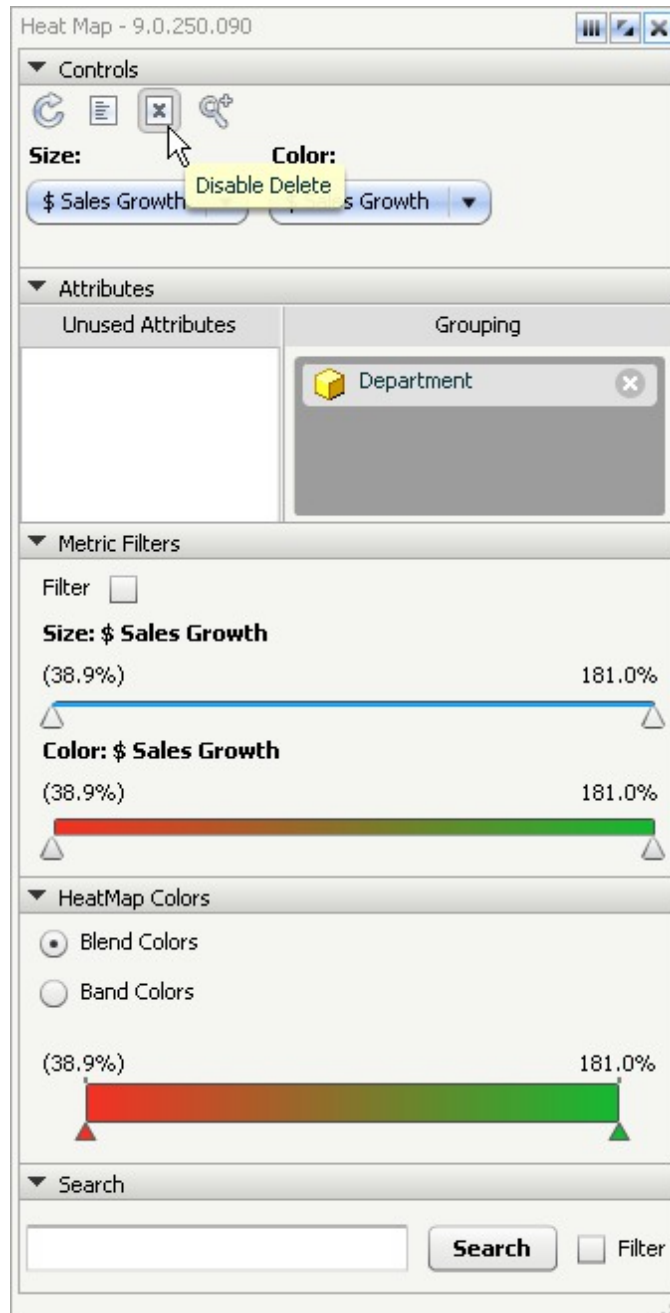 Heat Map - 9.0.250.090
Controls
Size: Color:
Disable Delete
$ Sales Growth s Growth
Attributes
Unused Attributes Grouping
Department
Metric Filters
Filter
Size: $ Sales Growth
(38.9%) 181.0%
Color: $ Sales Growth
(38.9%) 181.0%
HeatMap Colors
Blend Colors
Band Colors
(38.9%) 181.0%
Search
Search Filter